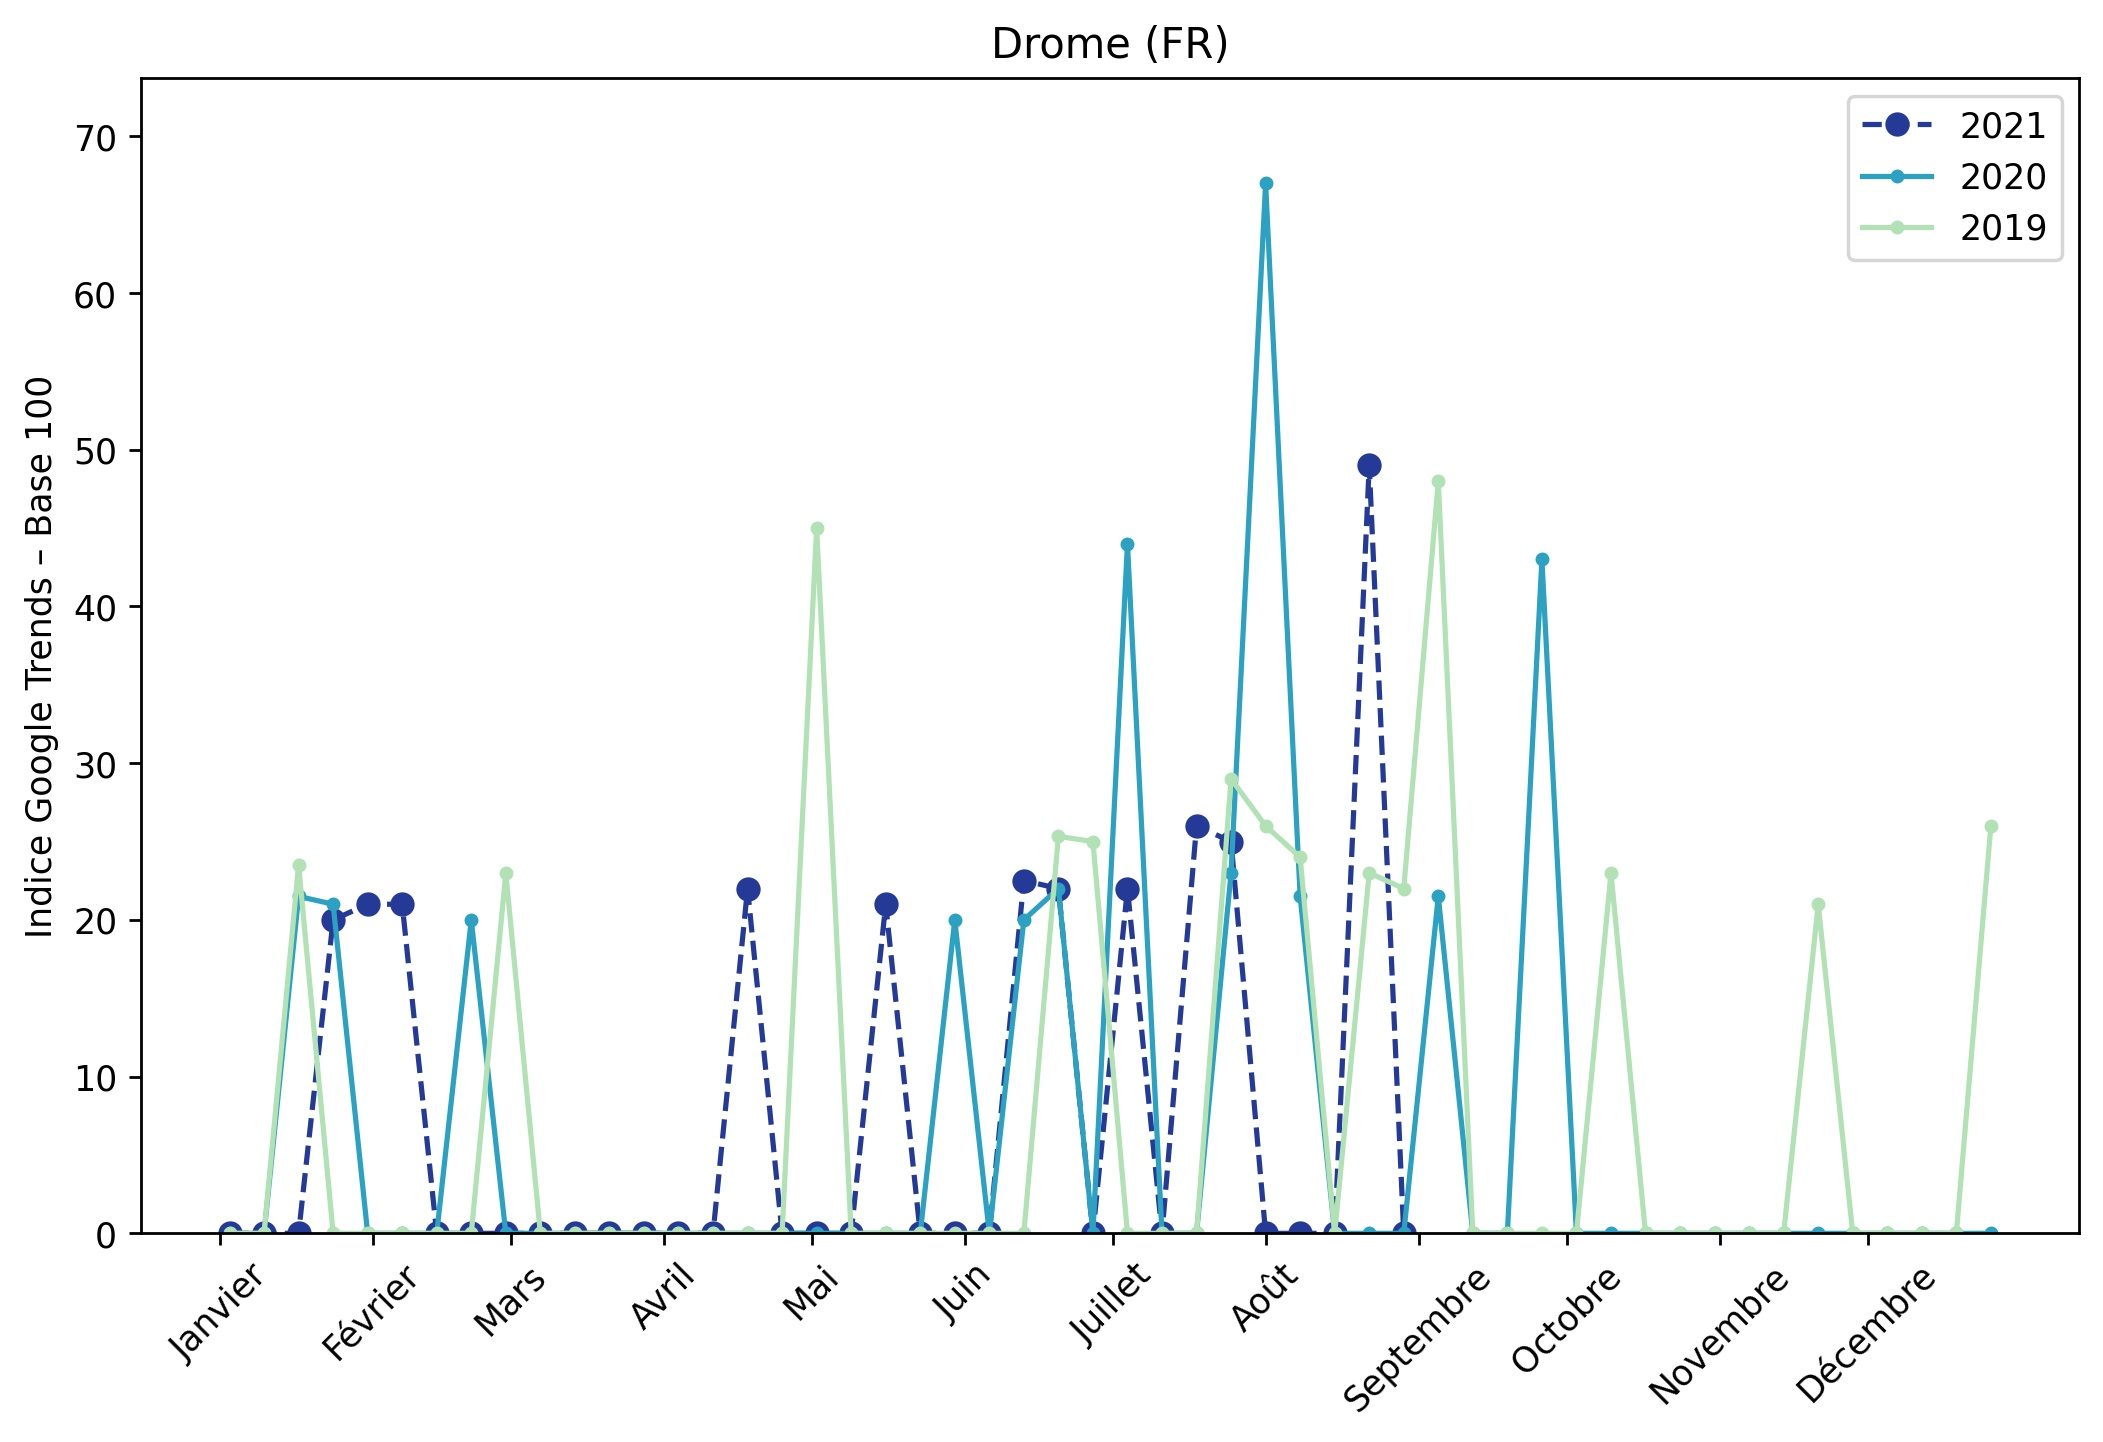 Drome (FR)
Indice Google Trends – Base 100
70
60
50
40
30
20
10
0
2021
2020
2019
Janvier
Février
Mars
Avril
Mai
Juin
Juillet
Août
Septembre
Octobre
Novembre
Décembre